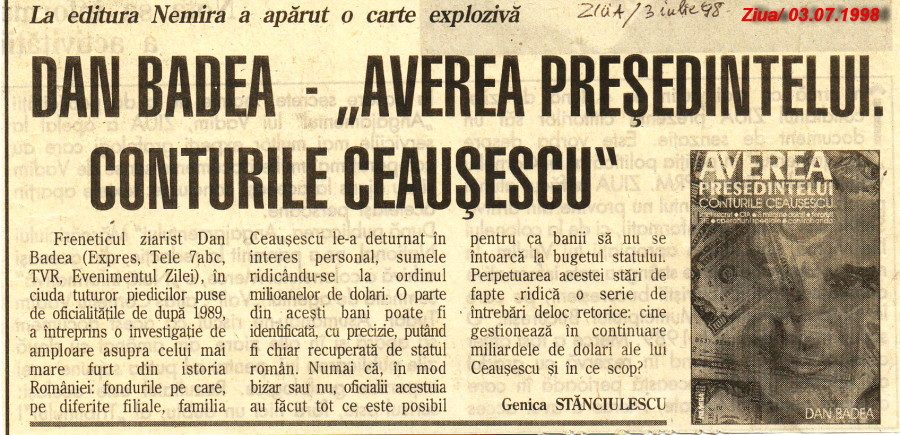 La editura Nemira a apărut o carte explozivă
ZIUA/3 iulie 98
Ziua/ 03.07.1998
DAN BADEA - „AVEREA PREŞEDINTELUI.
CONTURILE CEAUŞESCU"
Freneticul ziarist Dan
Badea (Expres, Tele 7abc,
TVR, Evenimentul Zilei), în
ciuda tuturor piedicilor puse
de oficialităţile de după 1989,
a întreprins o investigaţie de
amploare asupra celui mai
mare furt din istoria
României: fondurile pe care,
pe diferite filiale, familia
Ceauşescu le-a deturnat în
interes personal, sumele
ridicându-se la ordinul
milioanelor de dolari. O parte
din aceşti bani poate fi
identificată, cu precizie, putând
fi chiar recuperată de statul
român. Numai că, în mod
bizar sau nu, oficialii acestuia
au făcut tot ce este posibil
pentru ca banii să nu se
întoarcă la bugetul statului.
Perpetuarea acestei stări de
fapte ridică o serie de
întrebări deloc retorice: cine
gestionează în continuare
miliardele de dolari ale lui
Ceauşescu şi în ce scop?
Genica STĂNCIULESCU
AVEREA
PRESEDINTELUI
CONTURILE CEAUSESCU
DAN BADEA